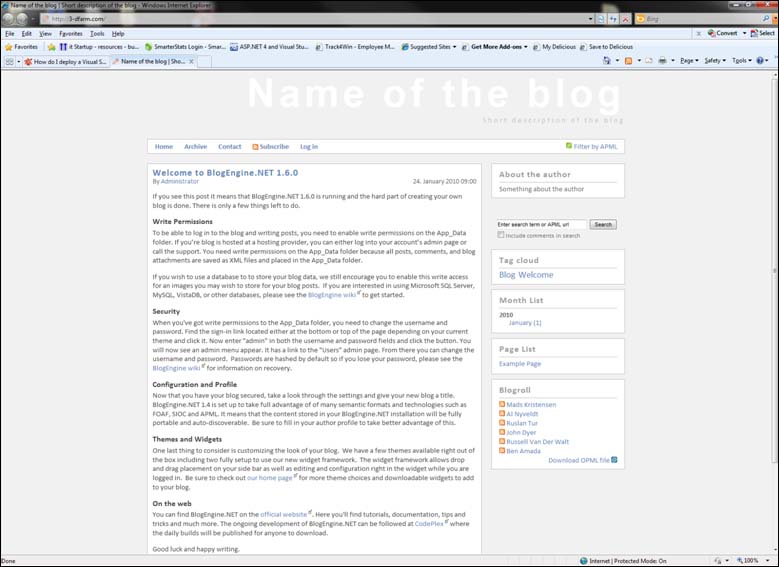 Name of the blog | Short description of the blog - Windows Internet Explorer
http://3-dfarm.com/
Bing
File Edit View Favorites Tools Help
x Convert Select
Favorites it Startup - resources - bu... SmarterStats Login - Smar... ASP.NET 4 and Visual Stu... Track4Win - Employee M... Suggested Sites Get More Add-ons My Delicious Save to Delicious
How do I deploy a Visual S... Name of the blog | Sho... x
Page Safety Tools
Name of the blog
Short description of the blog
Home Archive Contact Subscribe Log in Filter by APML
Welcome to BlogEngine.NET 1.6.0
By Administrator 24. January 2010 09:00
If you see this post it means that BlogEngine.NET 1.6.0 is running and the hard part of creating your own
blog is done. There is only a few things left to do.
Write Permissions
To be able to log in to the blog and writing posts, you need to enable write permissions on the App_Data
folder. If you're blog is hosted at a hosting provider, you can either log into your account's admin page or
call the support. You need write permissions on the App_Data folder because all posts, comments, and blog
attachments are saved as XML files and placed in the App_Data folder.
If you wish to use a database to to store your blog data, we still encourage you to enable this write access
for an images you may wish to store for your blog posts. If you are interested in using Microsoft SQL Server,
MySQL, VistaDB, or other databases, please see the BlogEngine wiki to get started.
Security
When you've got write permissions to the App_Data folder, you need to change the username and
password. Find the sign-in link located either at the bottom or top of the page depending on your current
theme and click it. Now enter "admin" in both the username and password fields and click the button. You
will now see an admin menu appear. It has a link to the "Users" admin page. From there you can change the
username and password. Passwords are hashed by default so if you lose your password, please see the
BlogEngine wiki for information on recovery.
Configuration and Profile
Now that you have your blog secured, take a look through the settings and give your new blog a title.
BlogEngine.NET 1.4 is set up to take full advantage of of many semantic formats and technologies such as
FOAF, SIOC and APML. It means that the content stored in your BlogEngine.NET installation will be fully
portable and auto-discoverable. Be sure to fill in your author profile to take better advantage of this.
Themes and Widgets
One last thing to consider is customizing the look of your blog. We have a few themes available right out of
the box including two fully setup to use our new widget framework. The widget framework allows drop
and drag placement on your side bar as well as editing and configuration right in the widget while you are
logged in. Be sure to check out our home page for more theme choices and downloadable widgets to add
to your blog.
On the web
You can find BlogEngine.NET on the official website. Here you'll find tutorials, documentation, tips and
tricks and much more. The ongoing development of BlogEngine.NET can be followed at CodePlex where
the daily builds will be published for anyone to download.
Good luck and happy writing.
About the author
Something about the author
Enter search term or APML url Search
Include comments in search
Tag cloud
Blog Welcome
Month List
2010
January (1)
Page List
Example Page
Blogroll
Mads Kristensen
Al Nyveldt
Ruslan Tur
John Dyer
Russell Van Der Walt
Ben Amada
Download OPML file
Done Internet | Protected Mode: On 100%